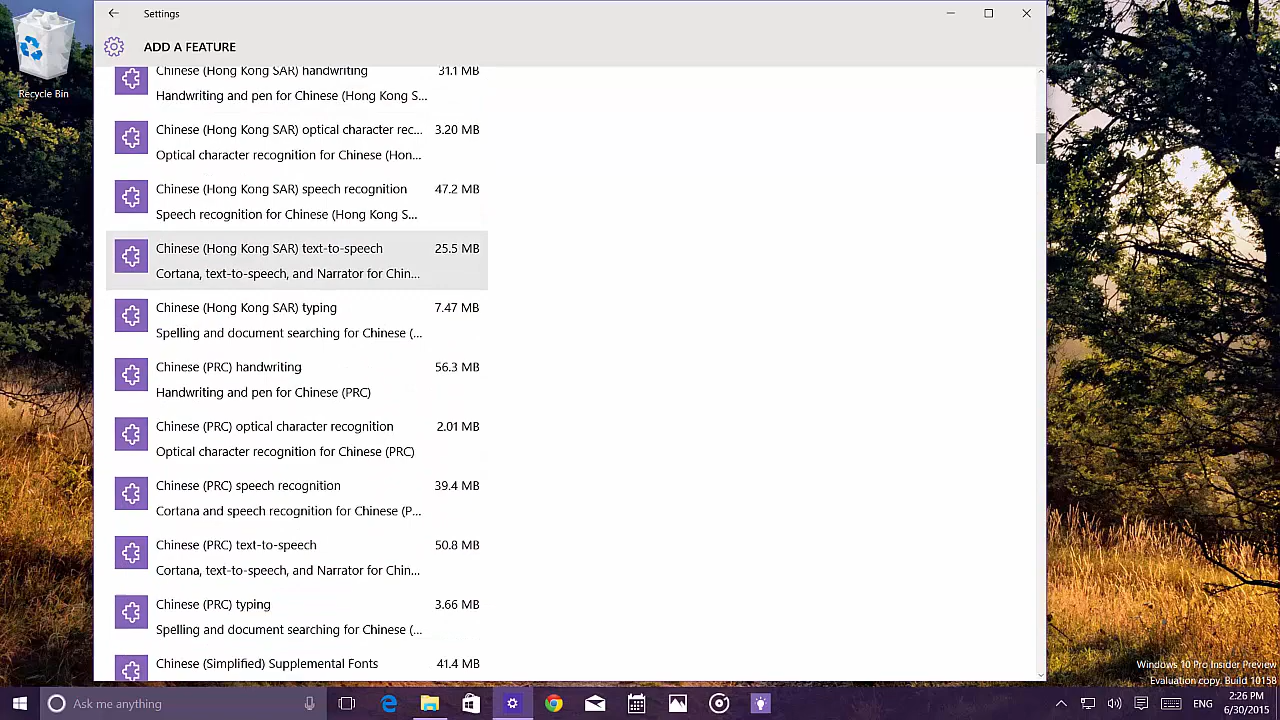 Settings
ADD A FEATURE
Recycle Bin
Chinese (Hong Kong SAR) handwriting 31.1 MB
Handwriting and pen for Chinese (Hong Kong S...
Chinese (Hong Kong SAR) optical character rec... 3.20 MB
Optical character recognition for Chinese (Hon...
Chinese (Hong Kong SAR) speech recognition 47.2 MB
Speech recognition for Chinese (Hong Kong S...
Chinese (Hong Kong SAR) text-to-speech 25.5 MB
Cortana, text-to-speech, and Narrator for Chin...
Chinese (Hong Kong SAR) typing 7.47 MB
Spelling and document searching for Chinese (...
Chinese (PRC) handwriting 56.3 MB
Handwriting and pen for Chinese (PRC)
Chinese (PRC) optical character recognition 2.01 MB
Optical character recognition for Chinese (PRC)
Chinese (PRC) speech recognition 39.4 MB
Cortana and speech recognition for Chinese (P...
Chinese (PRC) text-to-speech 50.8 MB
Cortana, text-to-speech, and Narrator for Chin...
Chinese (PRC) typing 3.66 MB
Spelling and document searching for Chinese (...
Chinese (Simplified) Supplemental Fonts 41.4 MB
Windows 10 Pro Insider Preview
Evaluation copy. Build 10158
Ask me anything
ENG
2:26 PM
6/30/2015